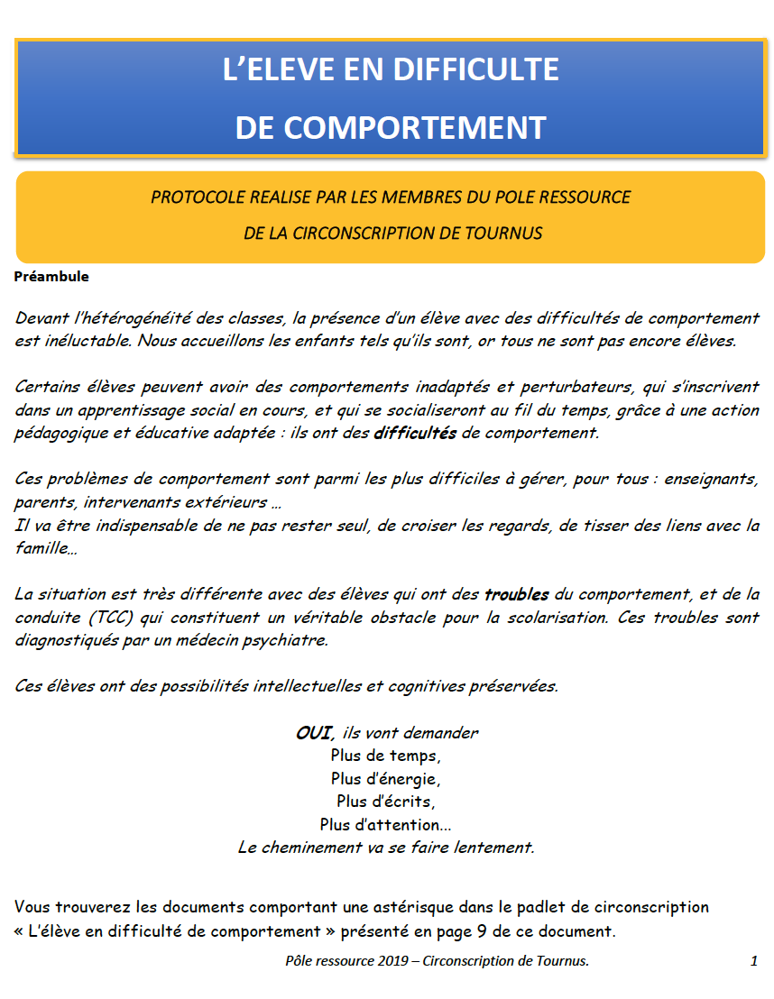 L'ELEVE EN DIFFICULTE
DE COMPORTEMENT
PROTOCOLE REALISE PAR LES MEMBRES DU POLE RESSOURCE
DE LA CIRCONSCRIPTION DE TOURNUS
Préambule
Devant l'hétérogénéité des classes, la présence d'un élève avec des difficultés de comportement
est inéluctable. Nous accueillons les enfants tels qu'ils sont, or tous ne sont pas encore élèves.
Certains élèves peuvent avoir des comportements inadaptés et perturbateurs, qui s'inscrivent
dans un apprentissage social en cours, et qui se socialiseront au fil du temps, grâce à une action
pédagogique et éducative adaptée : ils ont des difficultés de comportement.
Ces problèmes de comportement sont parmi les plus difficiles à gérer, pour tous : enseignants,
parents, intervenants extérieurs …
Il va être indispensable de ne pas rester seul, de croiser les regards, de tisser des liens avec la
famille…
La situation est très différente avec des élèves qui ont des troubles du comportement, et de la
conduite (TCC) qui constituent un véritable obstacle pour la scolarisation. Ces troubles sont
diagnostiqués par un médecin psychiatre.
Ces élèves ont des possibilités intellectuelles et cognitives préservées.
OUI, ils vont demander
Plus de temps,
Plus d'énergie,
Plus d'écrits,
Plus d'attention...
Le cheminement va se faire lentement.
Vous trouverez les documents comportant une astérisque dans le padlet de circonscription
« L'élève en difficulté de comportement » présenté en page 9 de ce document.
Pôle ressource 2019 – Circonscription de Tournus. 1